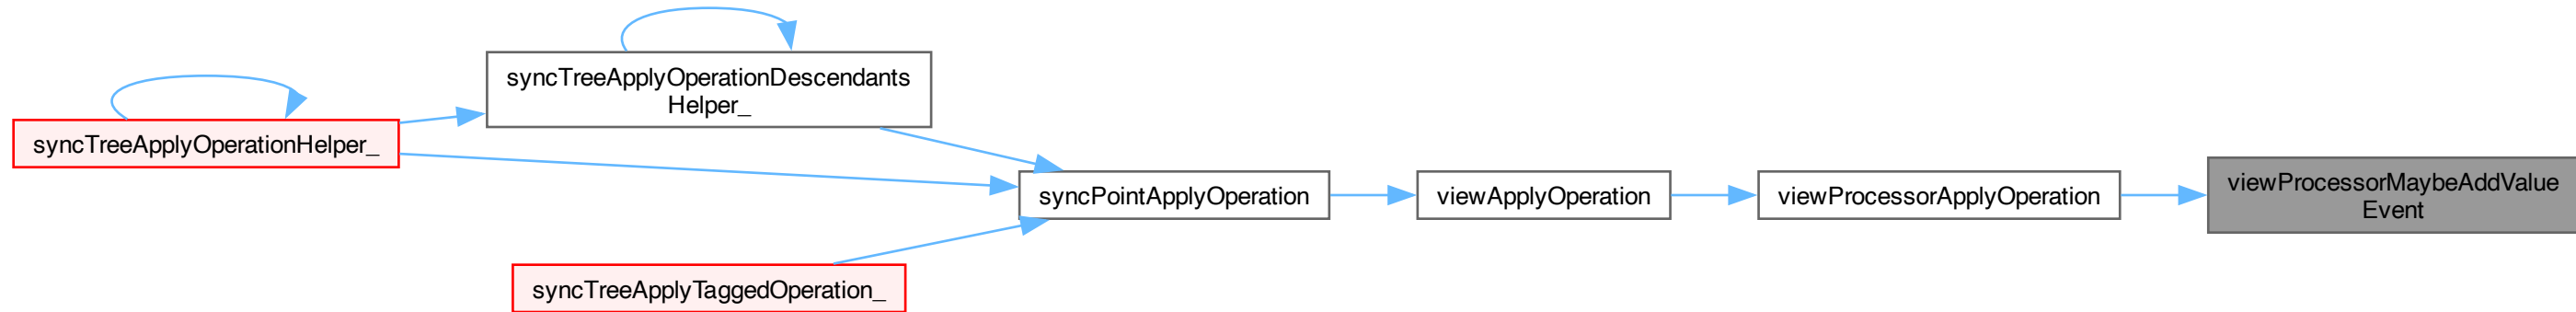 syncTreeApplyOperationDescendants
Helper_
syncTreeApplyOperationHelper_
syncPointApplyOperation
viewApplyOperation
viewProcessorApplyOperation
viewProcessorMaybeAddValue
Event
syncTreeApplyTaggedOperation_